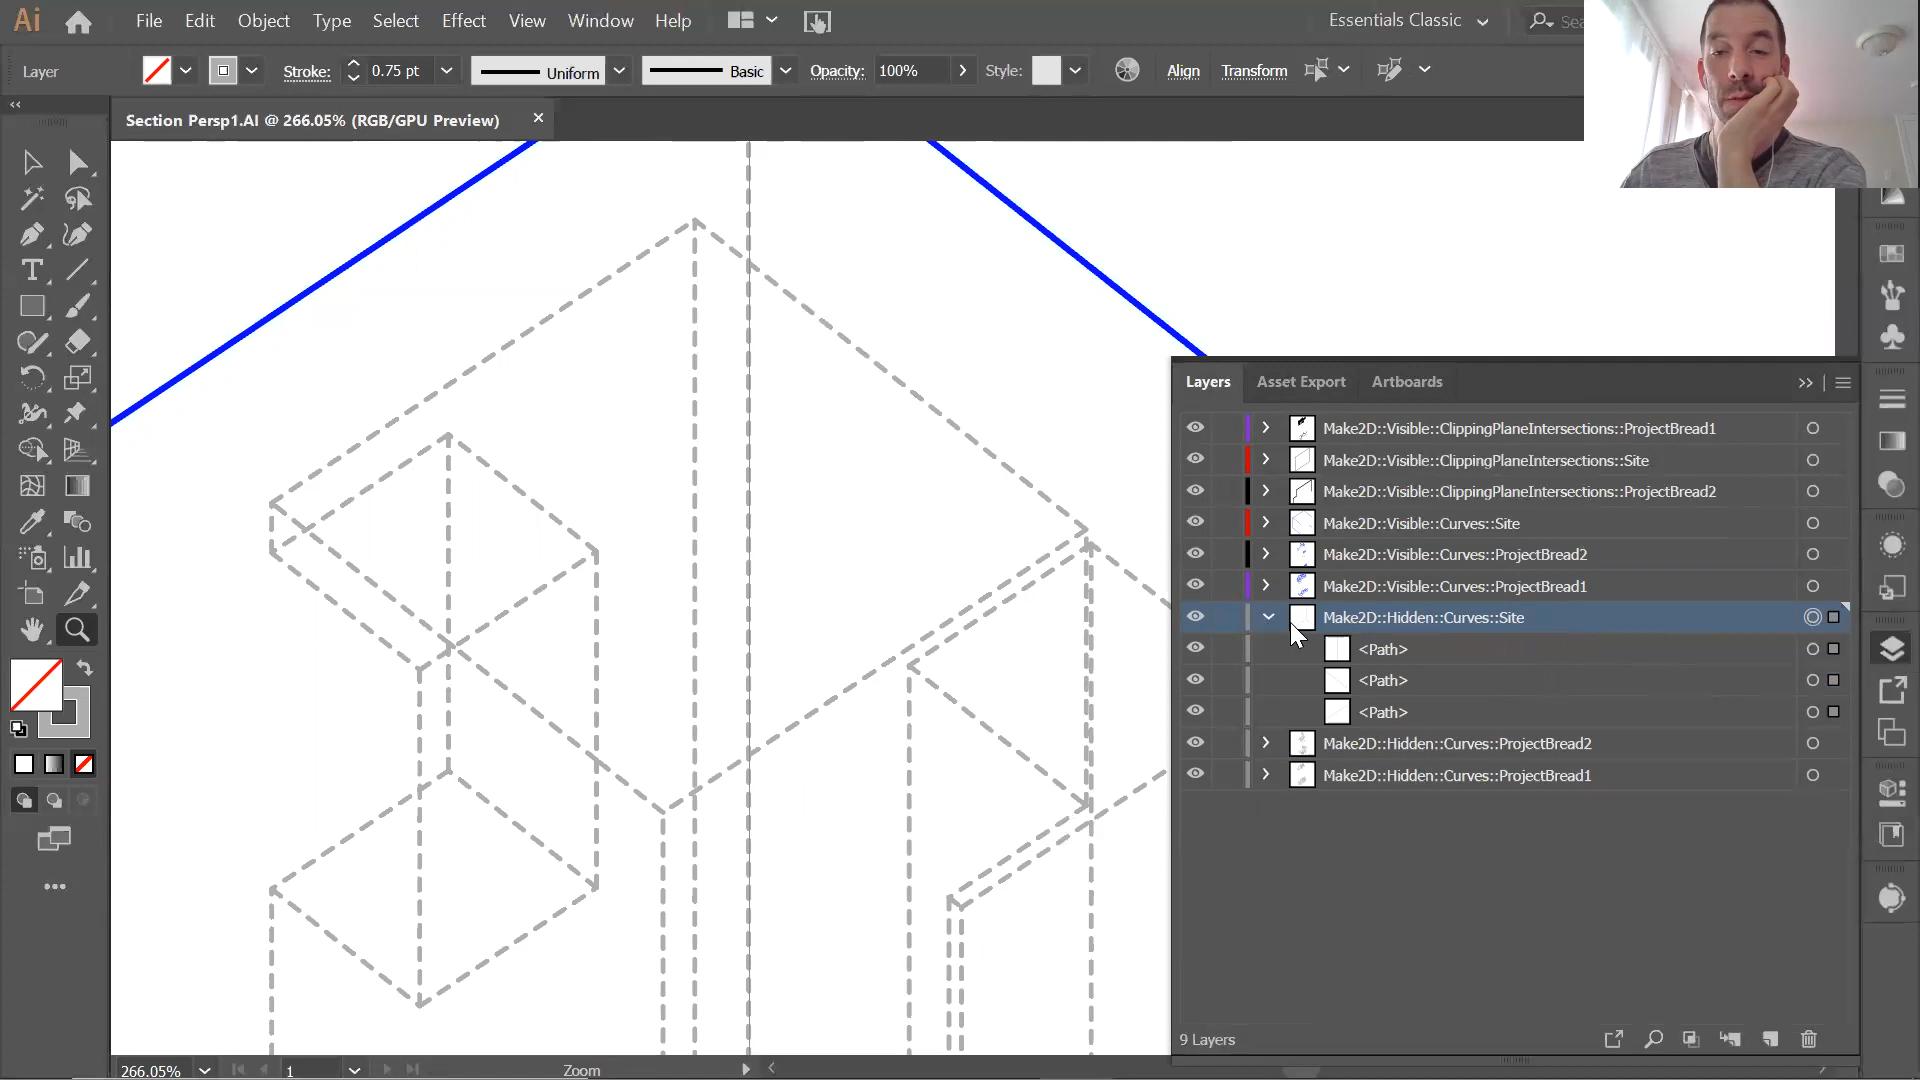 Ai File Edit Object Type Select Effect View Window Help Essentials Classic Sea
Layer Stroke: 0.75 pt Uniform Basic Opacity: 100% Style: Align Transform
Section Persp1.AI @ 266.05% (RGB/GPU Preview)
Layers Asset Export Artboards
Make2D::Visible::ClippingPlaneIntersections::ProjectBread1
Make2D::Visible::ClippingPlaneIntersections::Site
Make2D::Visible::ClippingPlaneIntersections::ProjectBread2
Make2D::Visible::Curves::Site
Make2D::Visible::Curves::ProjectBread2
Make2D::Visible::Curves::ProjectBread1
Make2D::Hidden::Curves::Site
<Path>
<Path>
<Path>
Make2D::Hidden::Curves::ProjectBread2
Make2D::Hidden::Curves::ProjectBread1
9 Layers
266.05% 1 Zoom